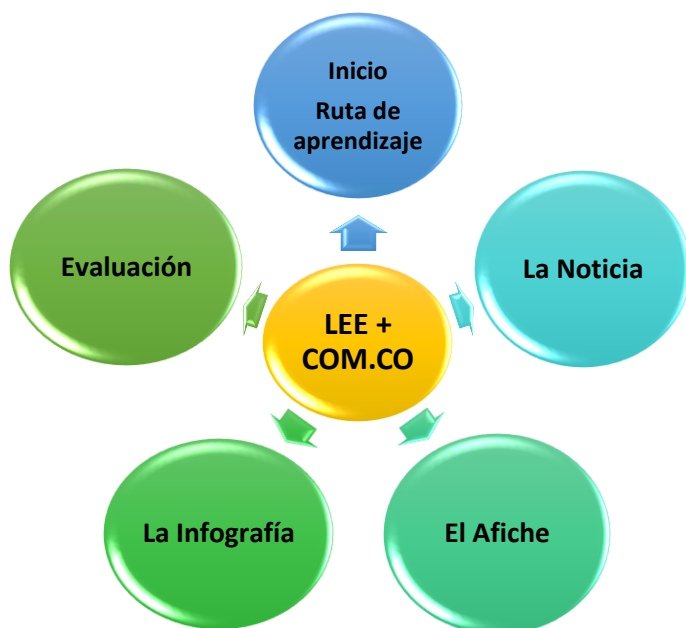 Inicio
Ruta de
aprendizaje
Evaluación
La Noticia
LEE +
COM.CO
La Infografía
El Afiche